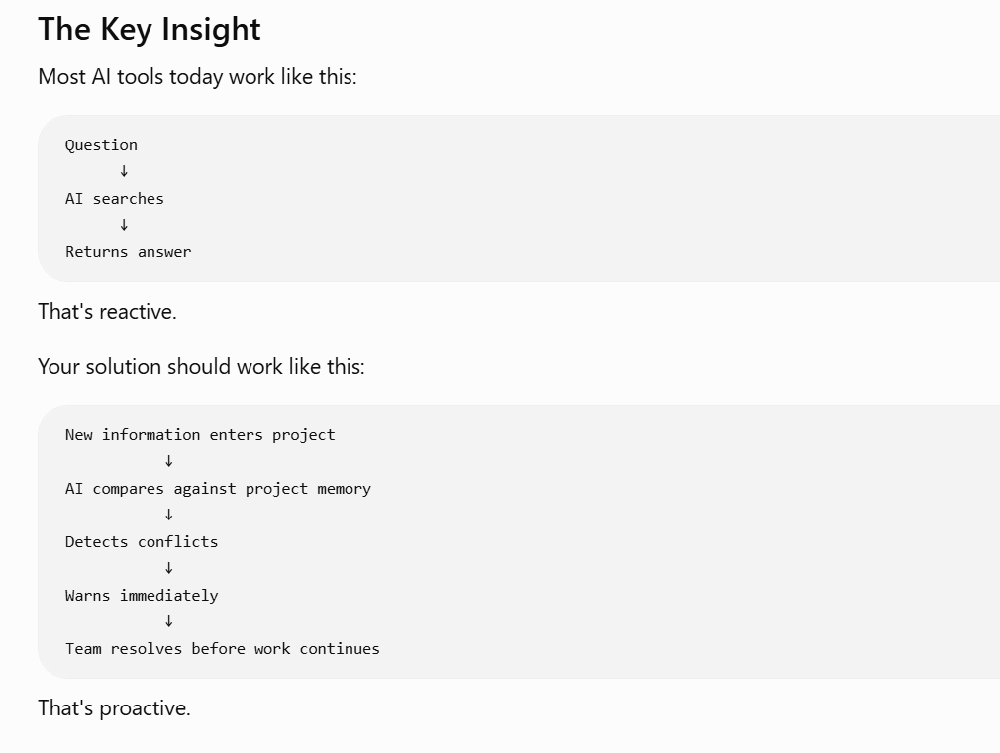 The Key Insight
Most AI tools today work like this:
Question
↓
AI searches
↓
Returns answer
That's reactive.
Your solution should work like this:
New information enters project
↓
AI compares against project memory
↓
Detects conflicts
↓
Warns immediately
↓
Team resolves before work continues
That's proactive.